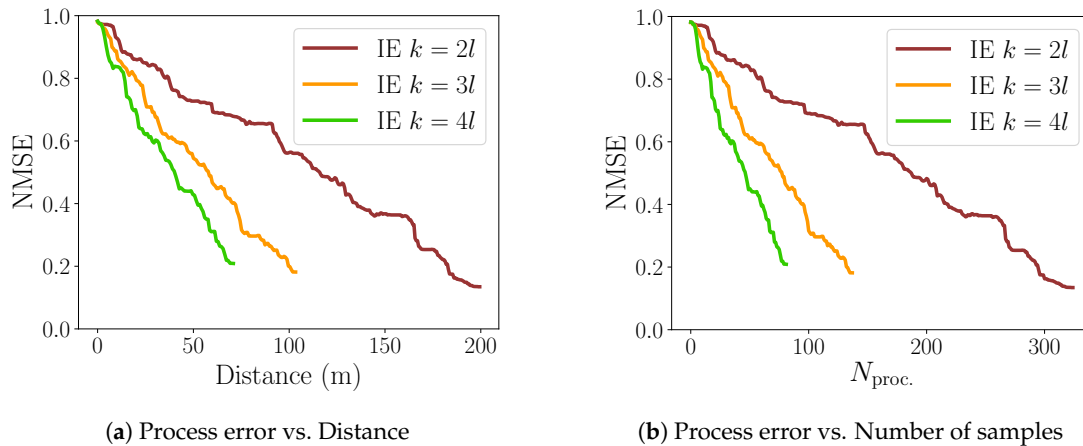 1.0
0.8
0.6
0.4
0.2
0.0
NMSE
IE k = 2l
IE k = 3l
IE k = 4l
0 50 100 150 200
Distance (m)
(a) Process error vs. Distance
1.0
0.8
0.6
0.4
0.2
0.0
NMSE
IE k = 2l
IE k = 3l
IE k = 4l
0 100 200 300
N_proc.
(b) Process error vs. Number of samples